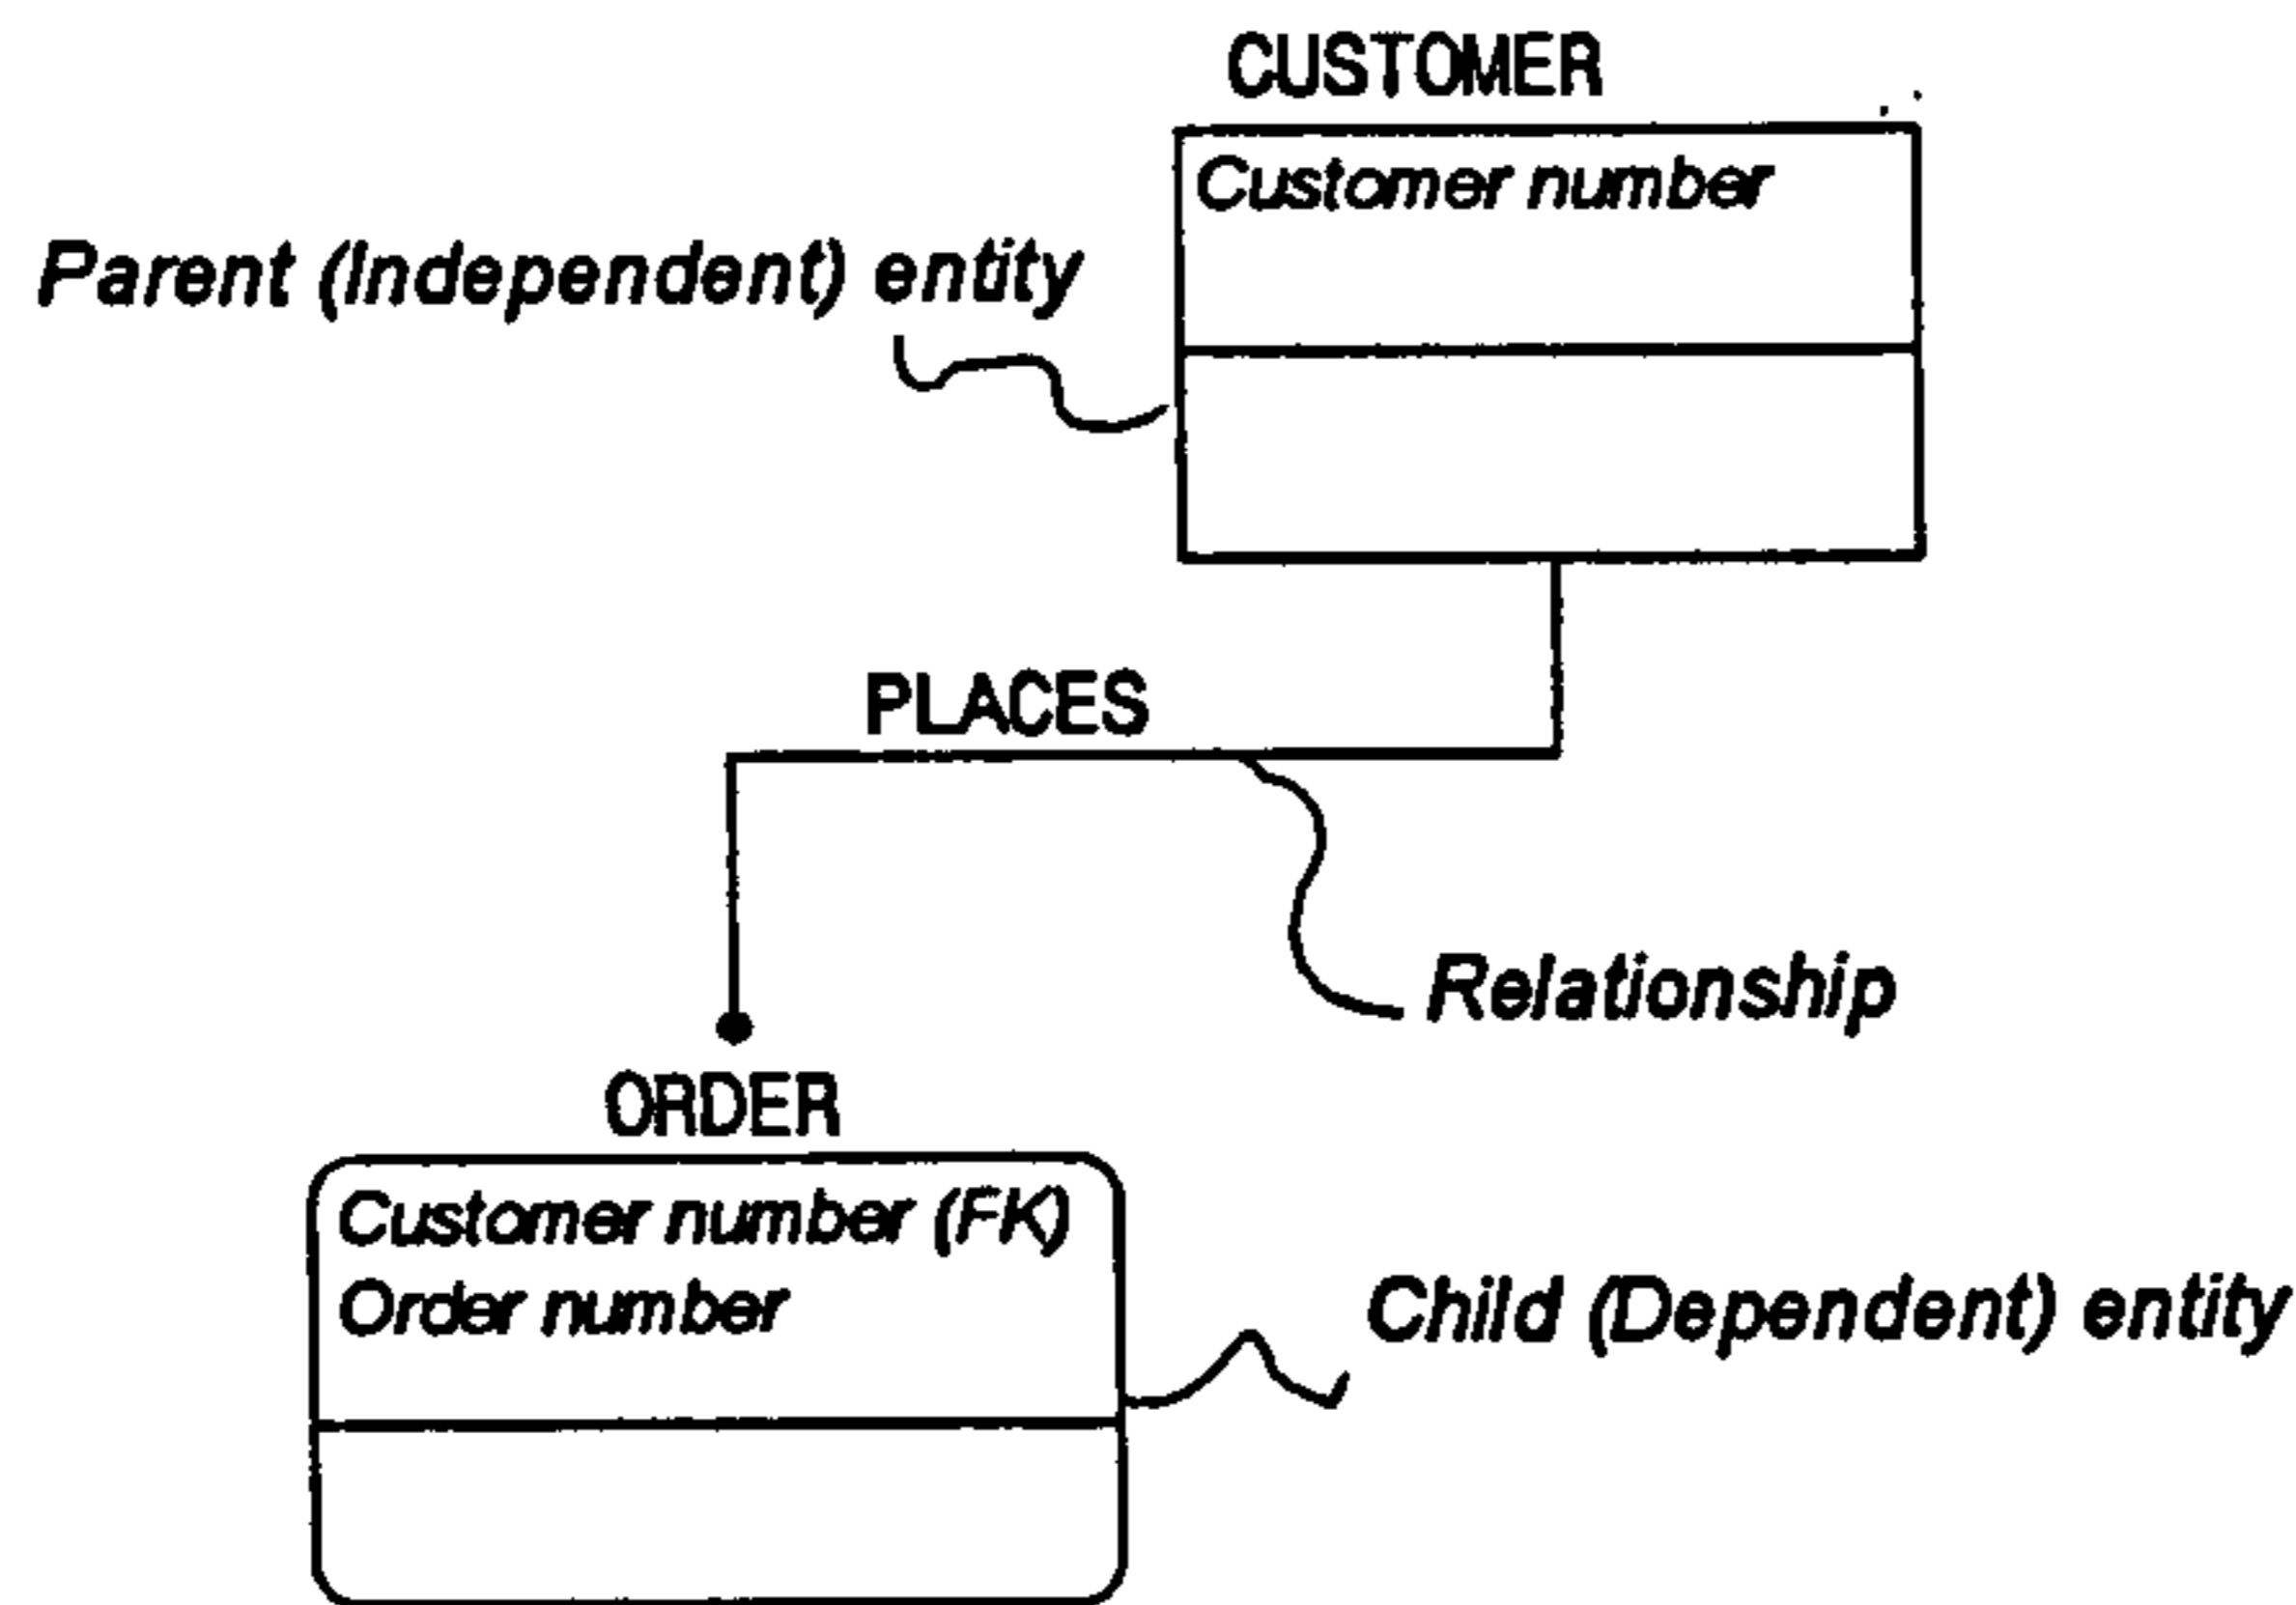 CUSTOMER
Customer number
Parent (Independent) entity
PLACES
Relationship
ORDER
Customer number (FK)
Order number
Child (Dependent) entity